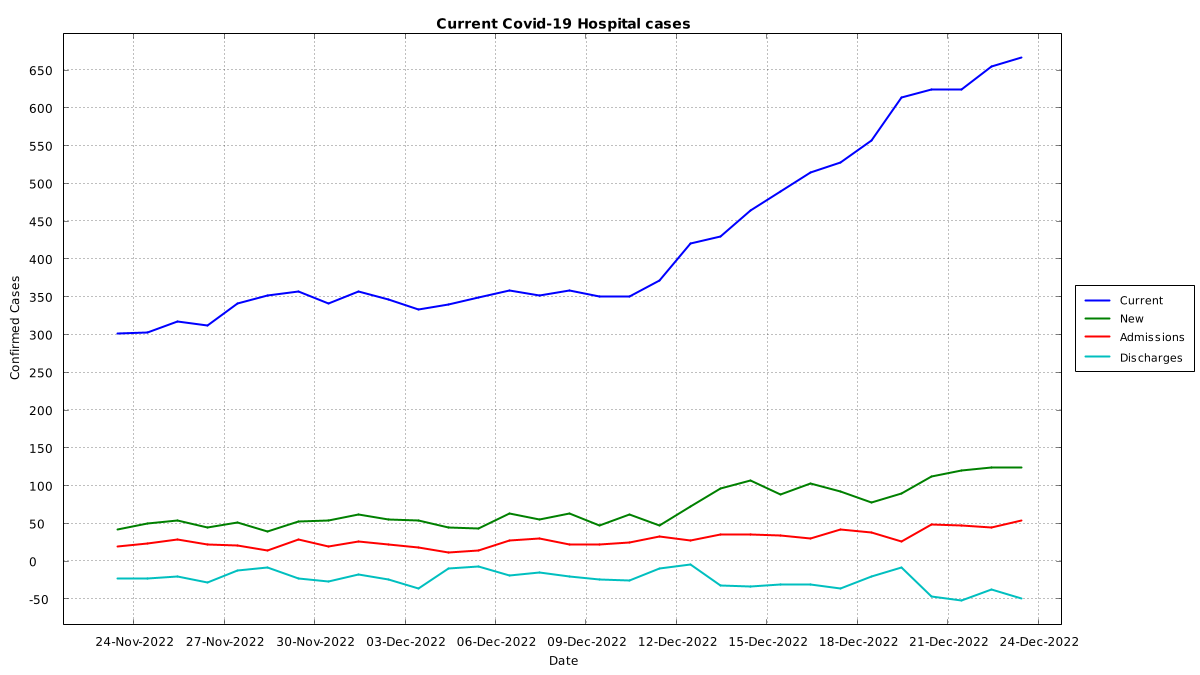 Current Covid-19 Hospital cases
650
600
550
500
450
400
350
300
250
200
150
100
50
0
-50
Confirmed Cases
24-Nov-2022 27-Nov-2022 30-Nov-2022 03-Dec-2022 06-Dec-2022 09-Dec-2022 12-Dec-2022 15-Dec-2022 18-Dec-2022 21-Dec-2022 24-Dec-2022
Date
Current
New
Admissions
Discharges